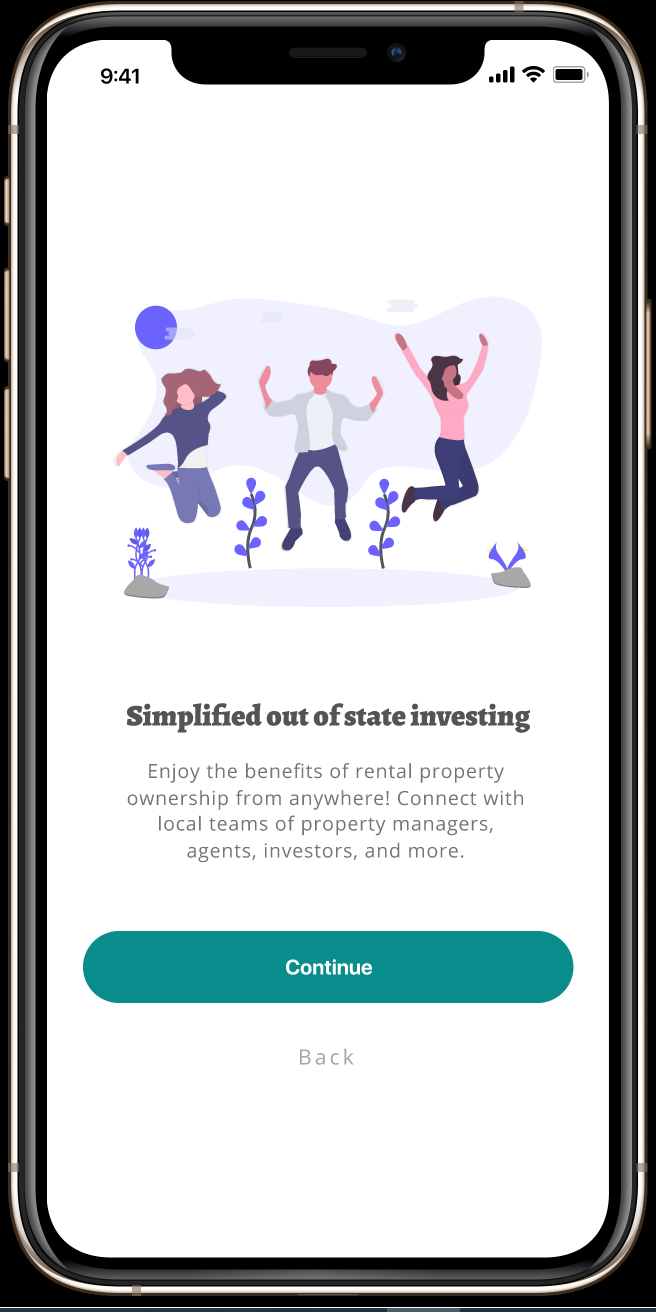 9:41
Simplified out of state investing
Enjoy the benefits of rental property
ownership from anywhere! Connect with
local teams of property managers,
agents, investors, and more.
Continue
Back